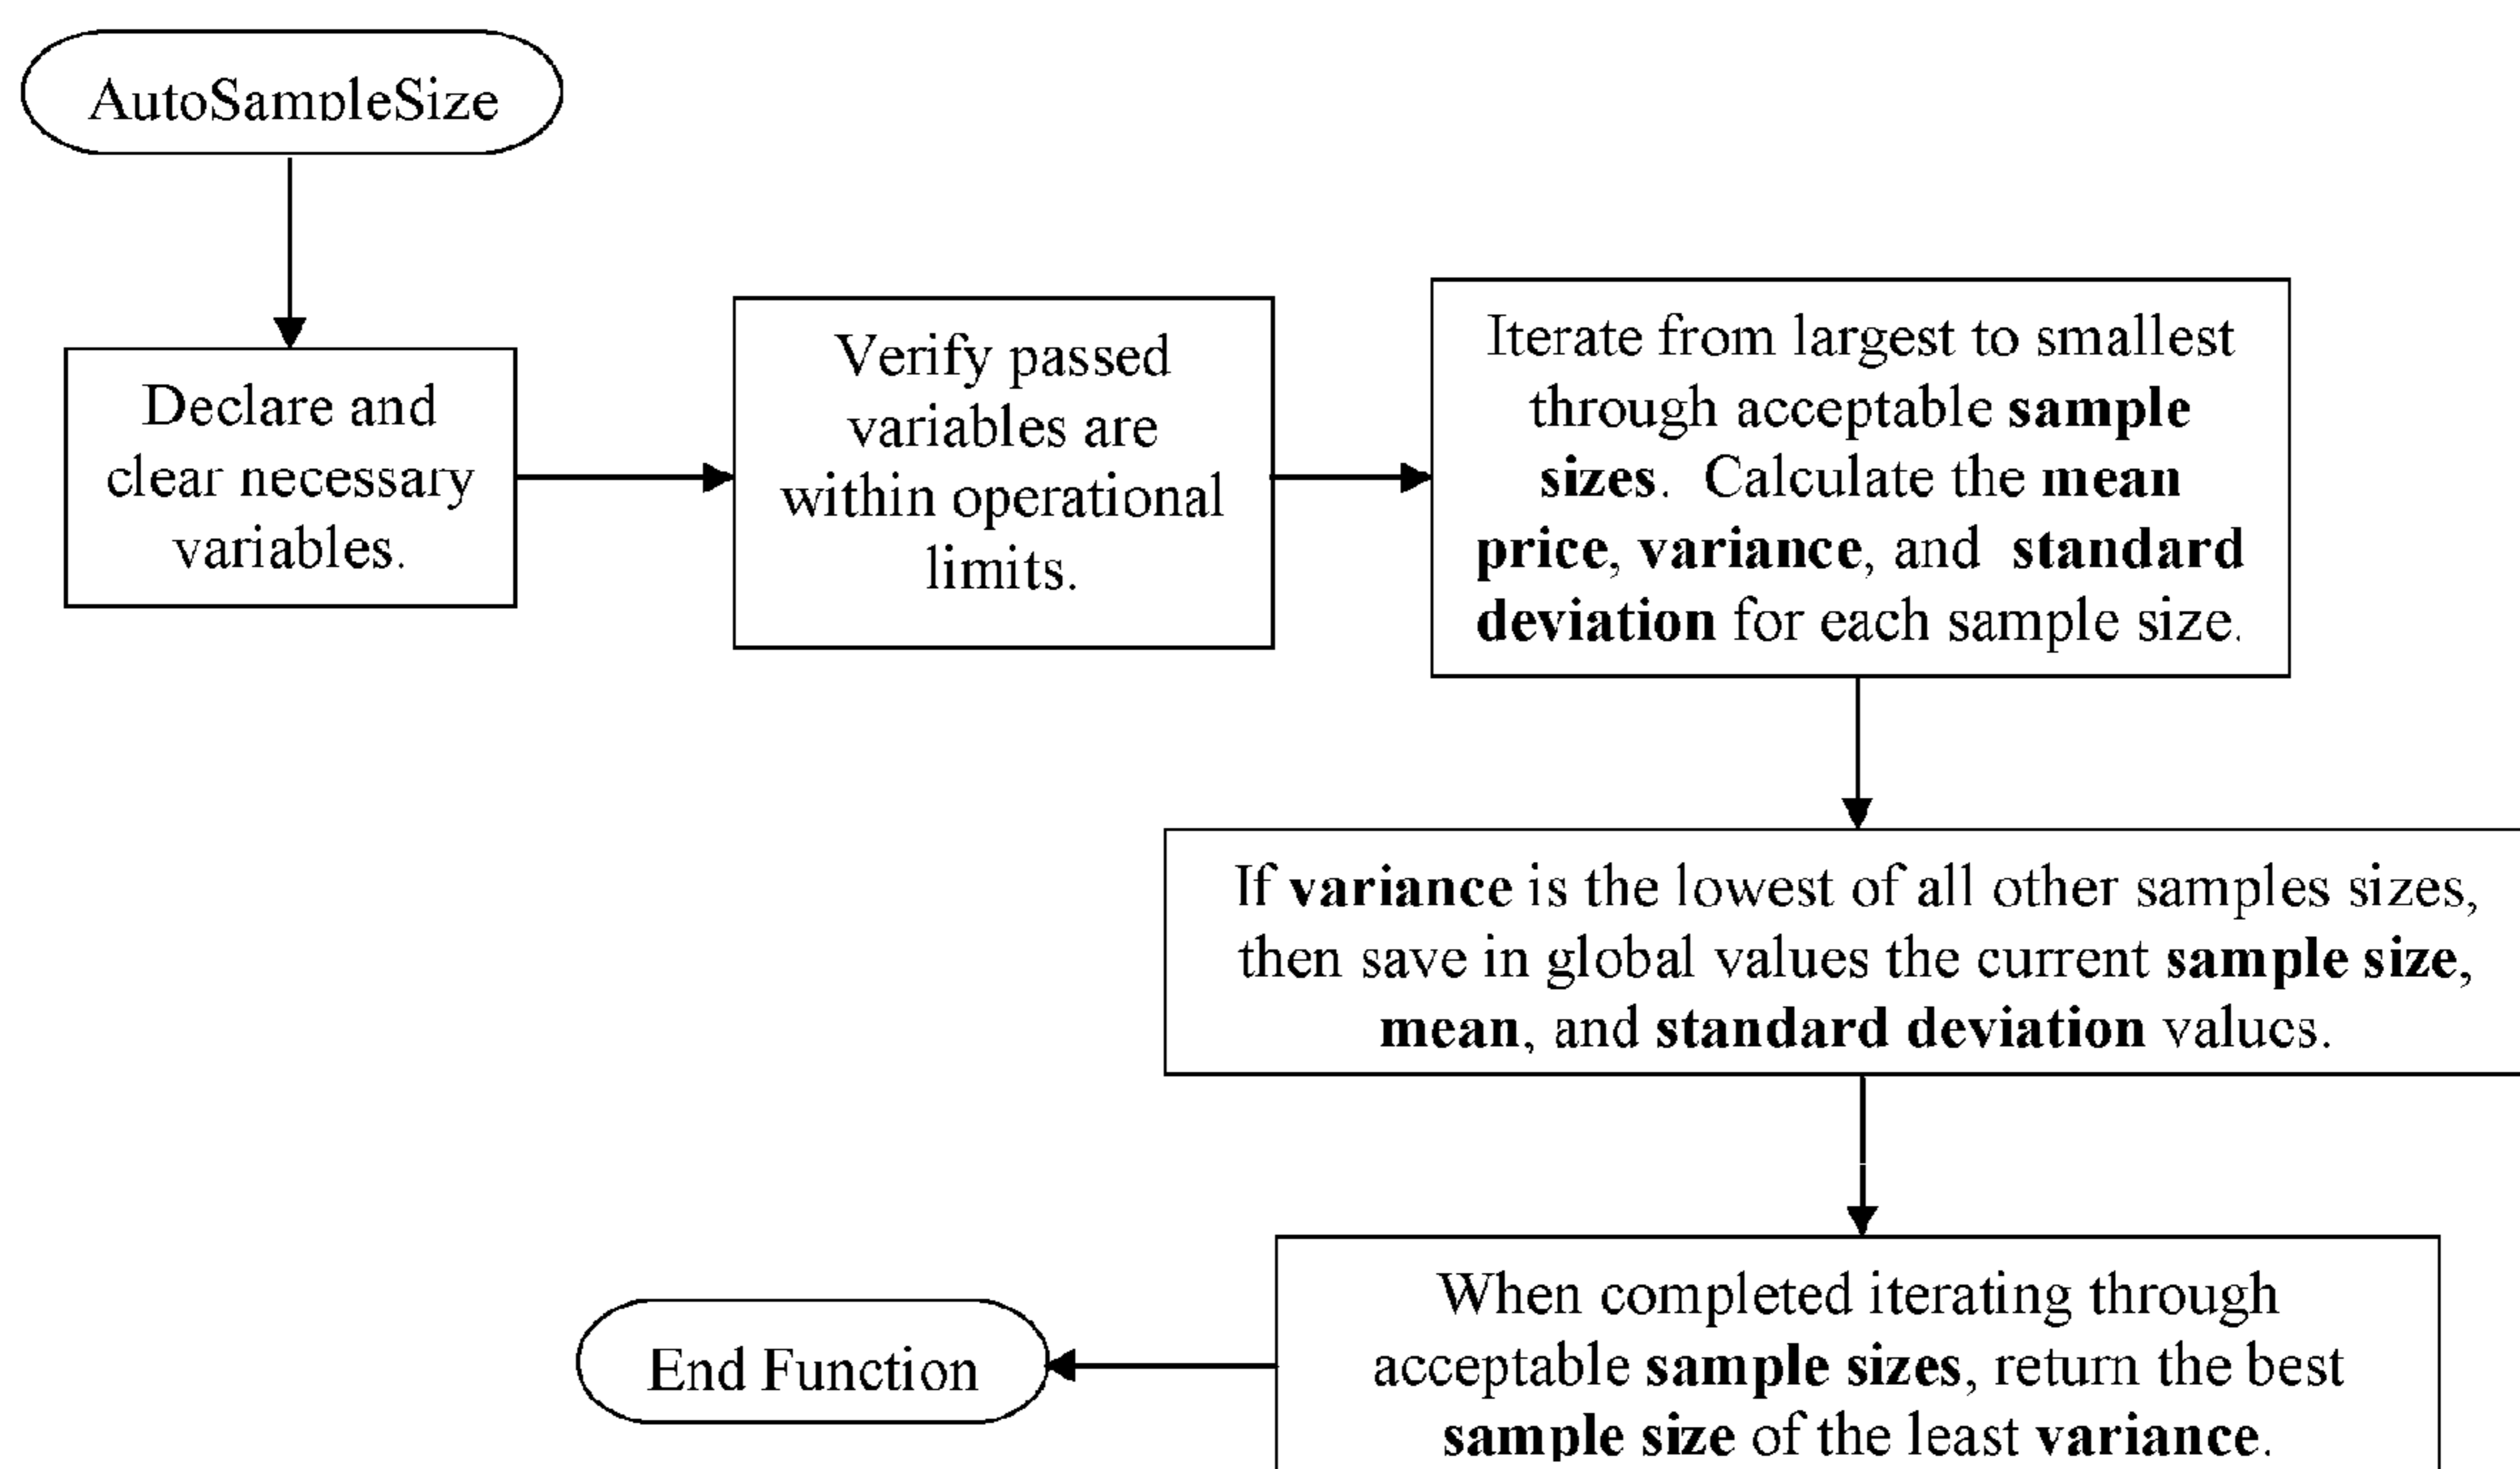 AutoSampleSize
Declare and
clear necessary
variables.
Verify passed
variables are
within operational
limits.
Iterate from largest to smallest
through acceptable sample
sizes.  Calculate the mean
price, variance, and  standard
deviation for each sample size.
If variance is the lowest of all other samples sizes,
then save in global values the current sample size,
mean, and standard deviation values.
When completed iterating through
acceptable sample sizes, return the best
sample size of the least variance.
End Function